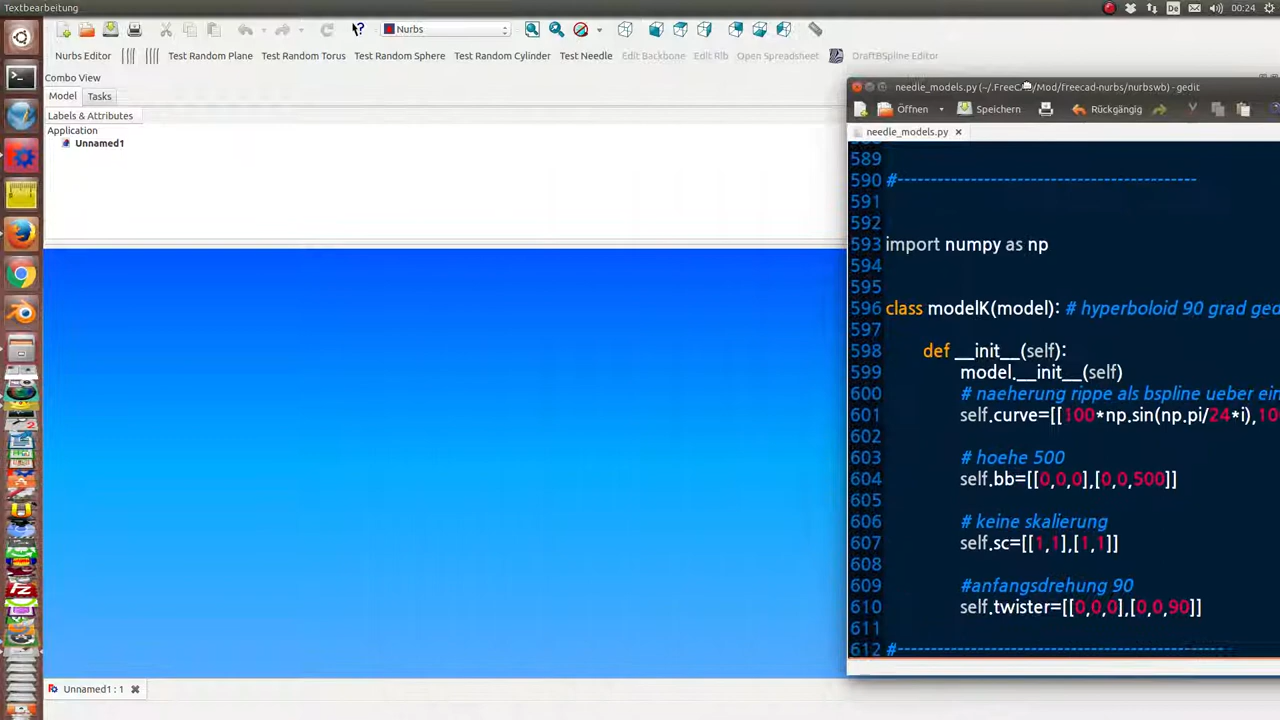 Textbearbeitung
De
00:24
Nurbs
Nurbs Editor
Test Random Plane
Test Random Torus
Test Random Sphere
Test Random Cylinder
Test Needle
Edit Backbone
Edit Rib
Open Spreadsheet
DraftBSpline Editor
Combo View
Model
Tasks
Labels & Attributes
Application
Unnamed1
Öffnen
Speichern
Rückgängig
needle_models.py
589
590 #-------------------------------------------
591
592
593 import numpy as np
594
595
596 class modelK(model): # hyperboloid 90 grad ged
597
598 def __init__(self):
599 model.__init__(self)
600 # naeherung rippe als bspline ueber ein
601 self.curve=[[100*np.sin(np.pi/24*i),10
602
603 # hoehe 500
604 self.bb=[[0,0,0],[0,0,500]]
605
606 # keine skalierung
607 self.sc=[[1,1],[1,1]]
608
609 #anfangsdrehung 90
610 self.twister=[[0,0,0],[0,0,90]]
611
612 #-----------------------------------------------
Unnamed1 : 1